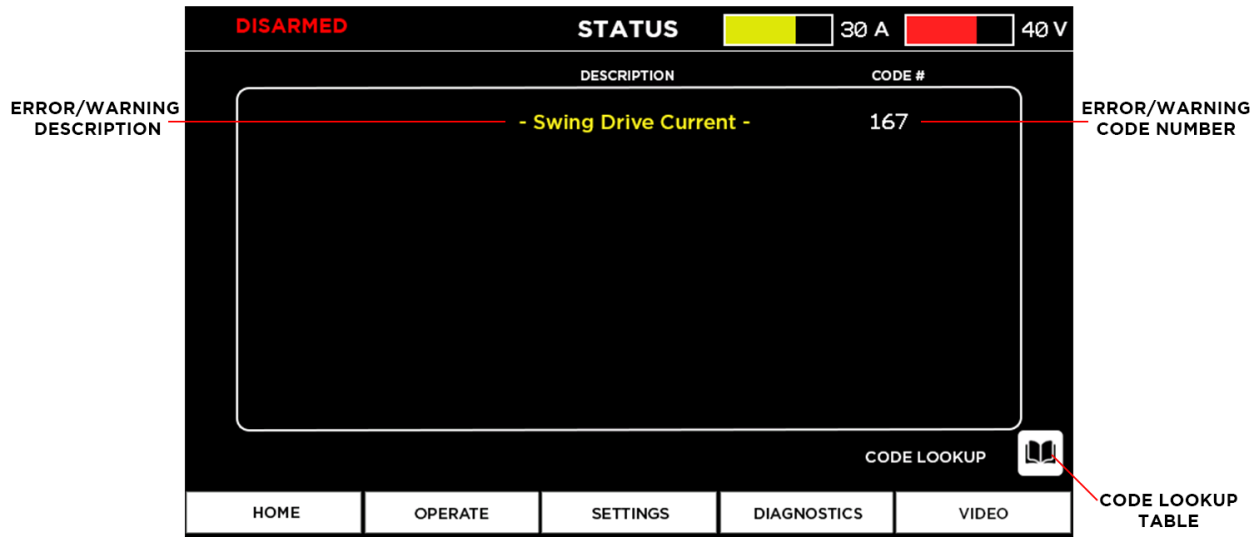 DISARMED STATUS 30 A 40 V
DESCRIPTION CODE #
ERROR/WARNING
DESCRIPTION
- Swing Drive Current - 167
ERROR/WARNING
CODE NUMBER
CODE LOOKUP
CODE LOOKUP
TABLE
HOME OPERATE SETTINGS DIAGNOSTICS VIDEO